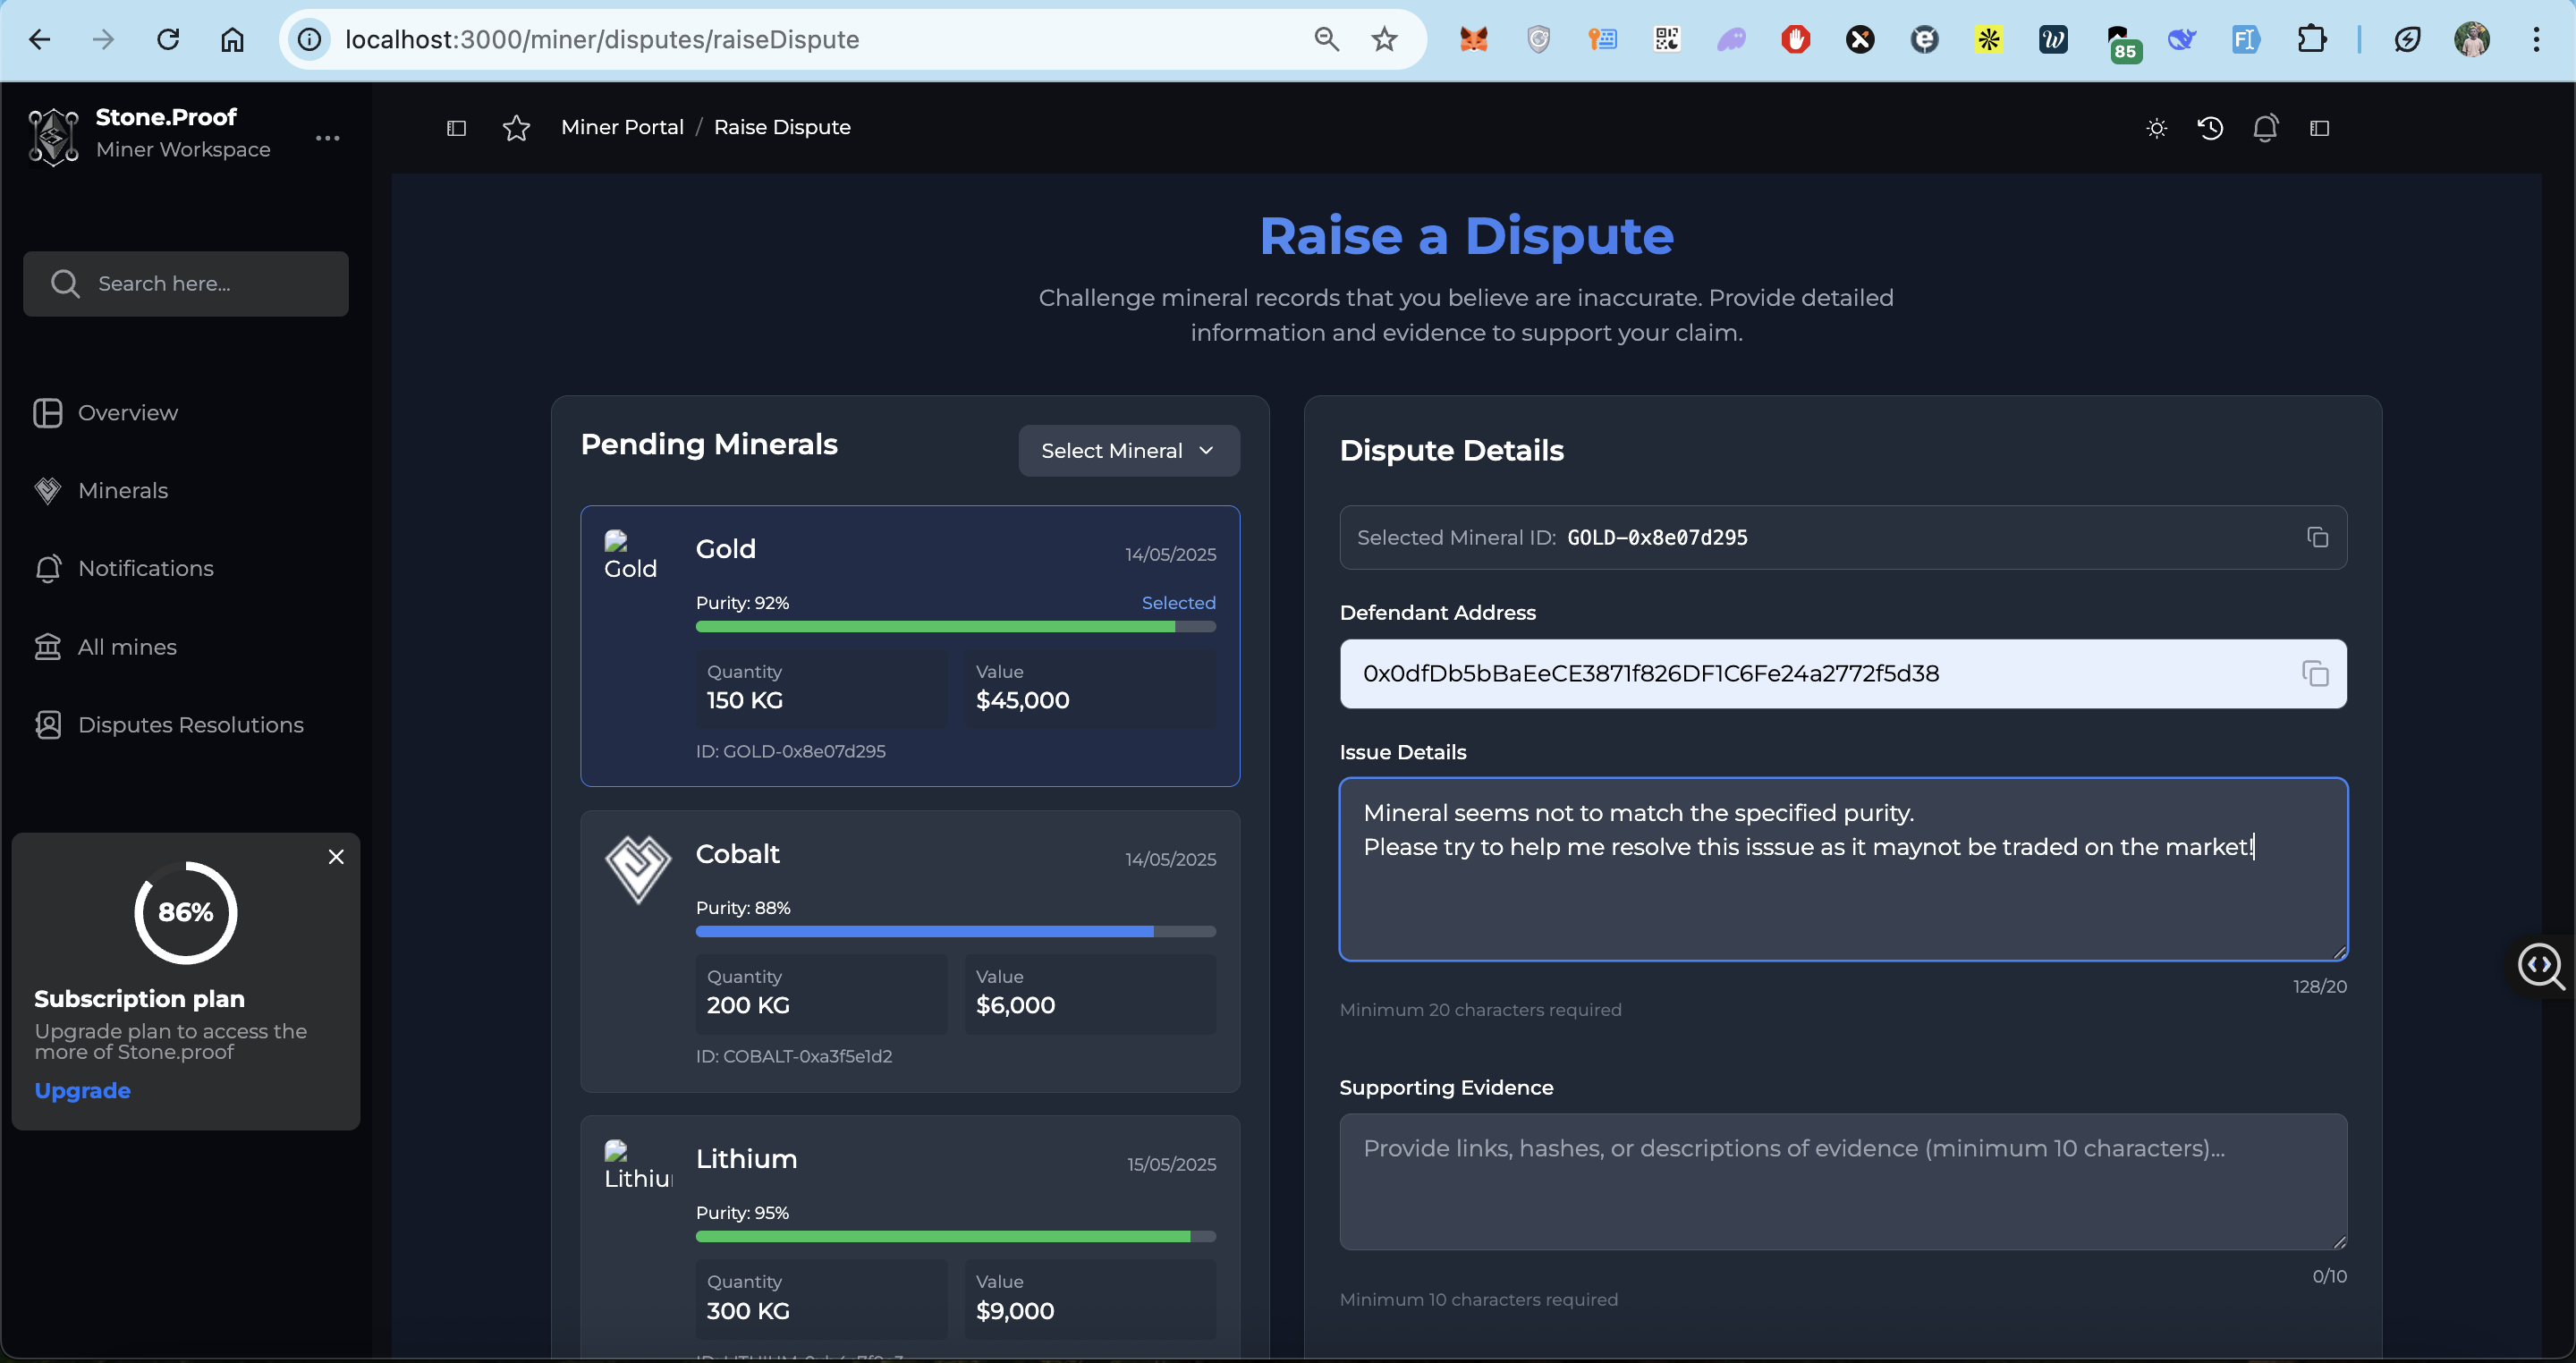 localhost:3000/miner/disputes/raiseDispute
85
Stone.Proof
Miner Workspace
Miner Portal / Raise Dispute
Search here...
Overview
Minerals
Notifications
All mines
Disputes Resolutions
86%
Subscription plan
Upgrade plan to access the
more of Stone.proof
Upgrade
Raise a Dispute
Challenge mineral records that you believe are inaccurate. Provide detailed
information and evidence to support your claim.
Pending Minerals
Select Mineral
Gold
Gold
14/05/2025
Purity: 92%
Selected
Quantity
150 KG
Value
$45,000
ID: GOLD-0x8e07d295
Cobalt
14/05/2025
Purity: 88%
Quantity
200 KG
Value
$6,000
ID: COBALT-0xa3f5e1d2
Lithiu
Lithium
15/05/2025
Purity: 95%
Quantity
300 KG
Value
$9,000
Dispute Details
Selected Mineral ID: GOLD-0x8e07d295
Defendant Address
0x0dfDb5bBaEeCE3871f826DF1C6Fe24a2772f5d38
Issue Details
Mineral seems not to match the specified purity.
Please try to help me resolve this isssue as it maynot be traded on the market!
128/20
Minimum 20 characters required
Supporting Evidence
Provide links, hashes, or descriptions of evidence (minimum 10 characters)...
0/10
Minimum 10 characters required